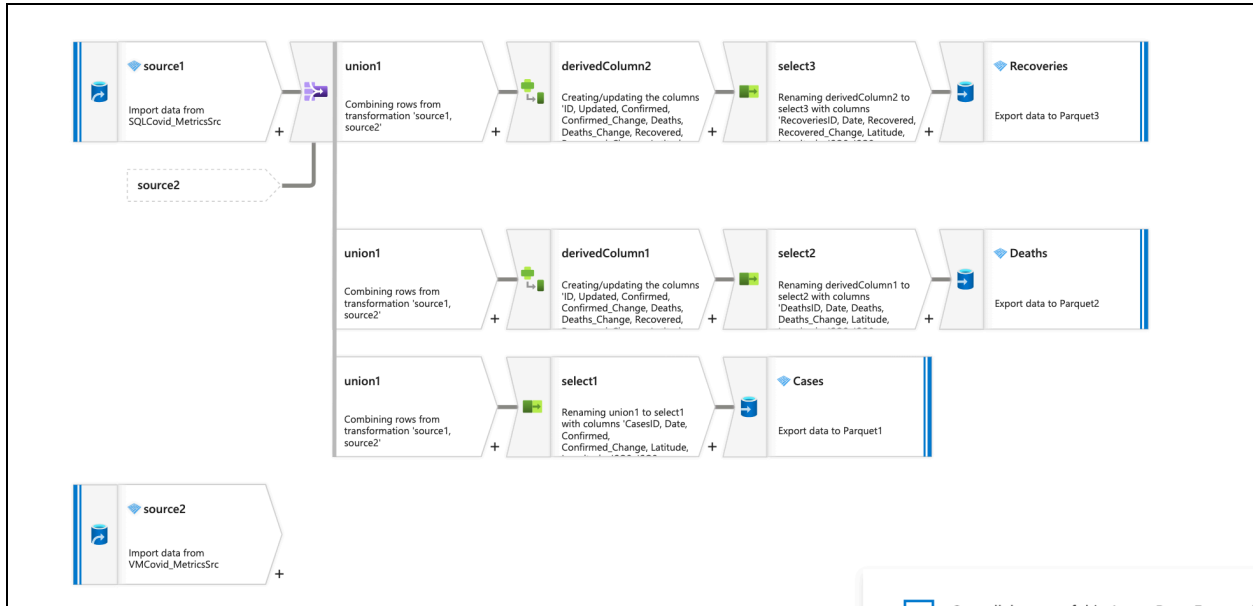 source1
Import data from
SQLCovid_MetricsSrc
+
union1
Combining rows from
transformation 'source1,
source2'
+
derivedColumn2
Creating/updating the columns
'ID, Updated, Confirmed,
Confirmed_Change, Deaths,
Deaths_Change, Recovered,
+
select3
Renaming derivedColumn2 to
select3 with columns
'RecoveriesID, Date, Recovered,
Recovered_Change, Latitude,
+
Recoveries
Export data to Parquet3
source2
union1
Combining rows from
transformation 'source1,
source2'
+
derivedColumn1
Creating/updating the columns
'ID, Updated, Confirmed,
Confirmed_Change, Deaths,
Deaths_Change, Recovered,
+
select2
Renaming derivedColumn1 to
select2 with columns
'DeathsID, Date, Deaths,
Deaths_Change, Latitude,
+
Deaths
Export data to Parquet2
union1
Combining rows from
transformation 'source1,
source2'
+
select1
Renaming union1 to select1
with columns 'CasesID, Date,
Confirmed,
Confirmed_Change, Latitude,
+
Cases
Export data to Parquet1
source2
Import data from
VMCovid_MetricsSrc
+